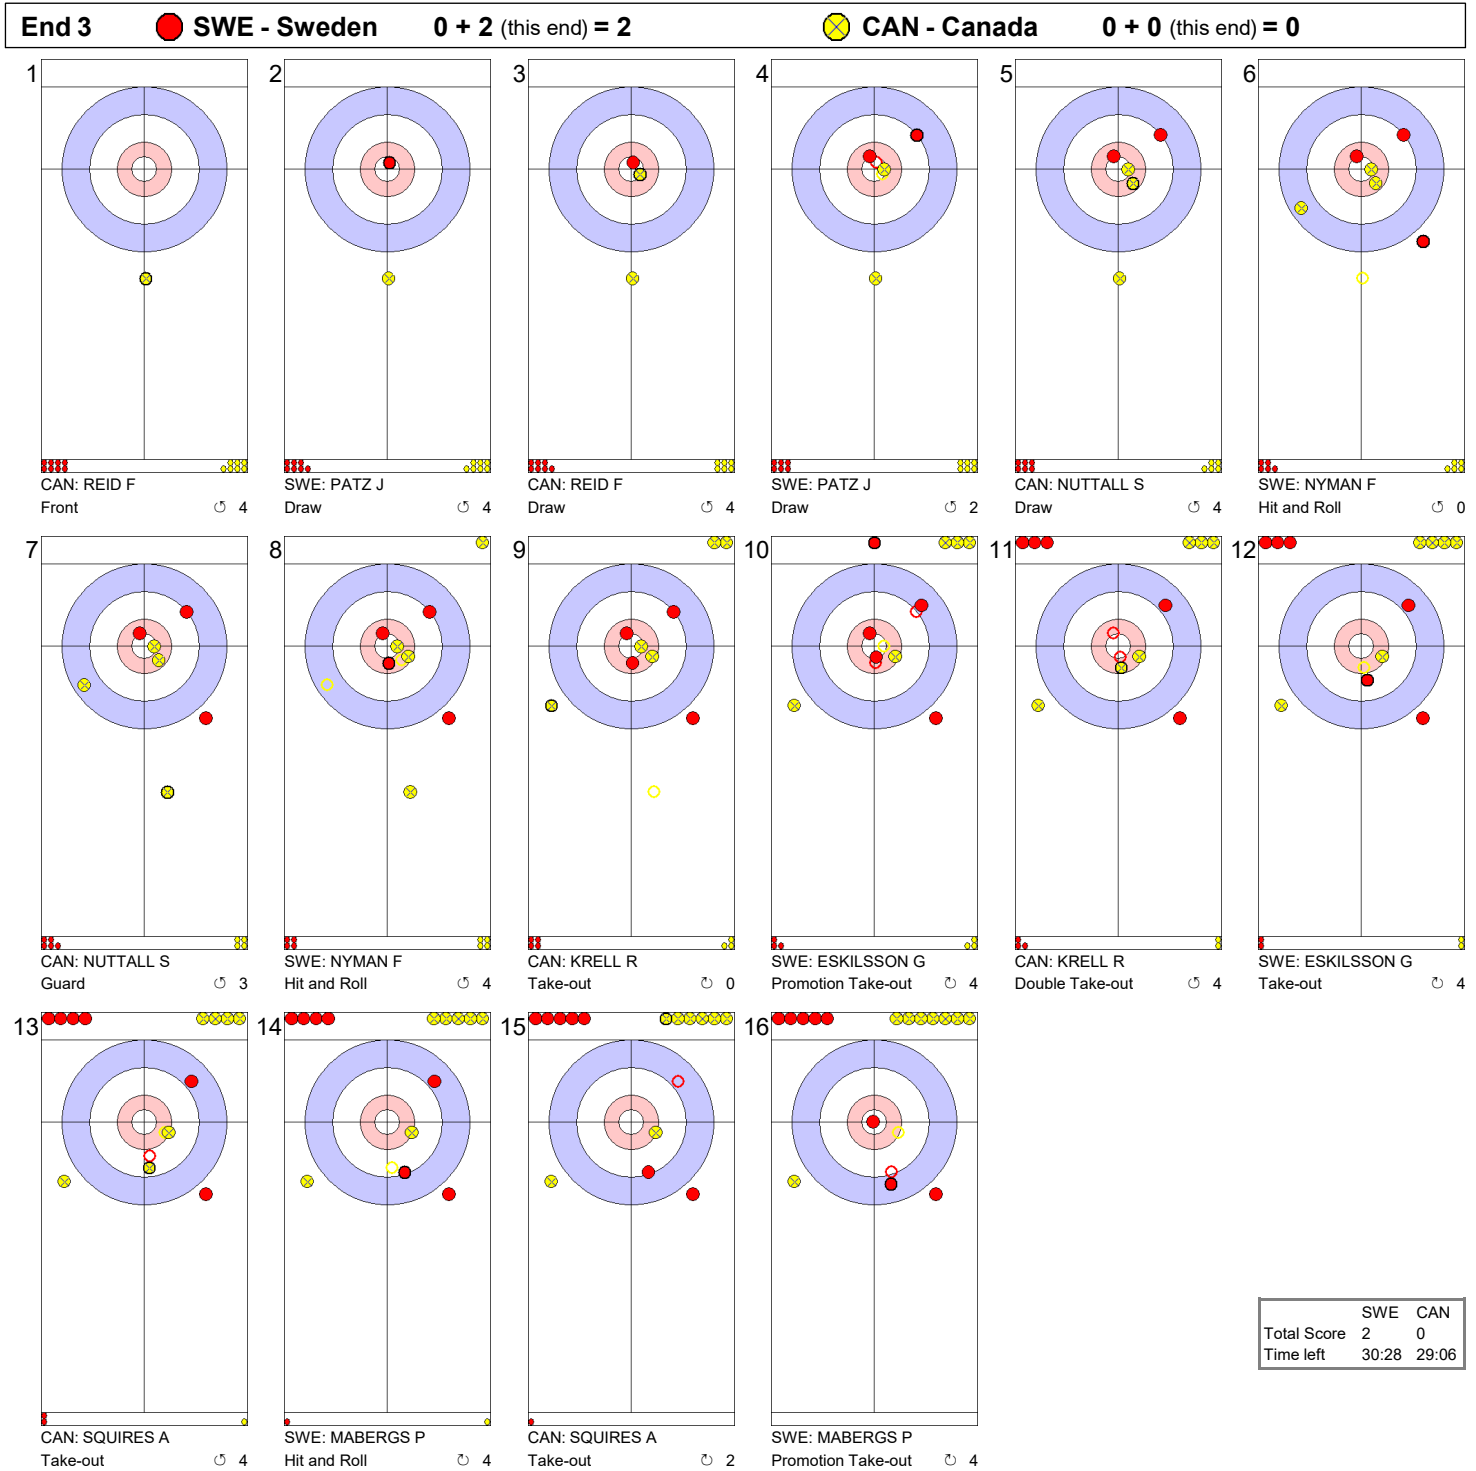 End 3 SWE - Sweden 0 + 2 (this end) = 2 CAN - Canada 0 + 0 (this end) = 0
1 2 3 4 5 6
CAN: REID F SWE: PATZ J CAN: REID F SWE: PATZ J CAN: NUTTALL S SWE: NYMAN F
Front ↺ 4 Draw ↺ 4 Draw ↺ 4 Draw ↺ 2 Draw ↺ 4 Hit and Roll ↺ 0
7 8 9 10 11 12
CAN: NUTTALL S SWE: NYMAN F CAN: KRELL R SWE: ESKILSSON G CAN: KRELL R SWE: ESKILSSON G
Guard ↺ 3 Hit and Roll ↺ 4 Take-out ↻ 0 Promotion Take-out ↻ 4 Double Take-out ↺ 4 Take-out ↻ 4
13 14 15 16
SWE CAN
Total Score 2 0
Time left 30:28 29:06
CAN: SQUIRES A SWE: MABERGS P CAN: SQUIRES A SWE: MABERGS P
Take-out ↺ 4 Hit and Roll ↻ 4 Take-out ↻ 2 Promotion Take-out ↻ 4